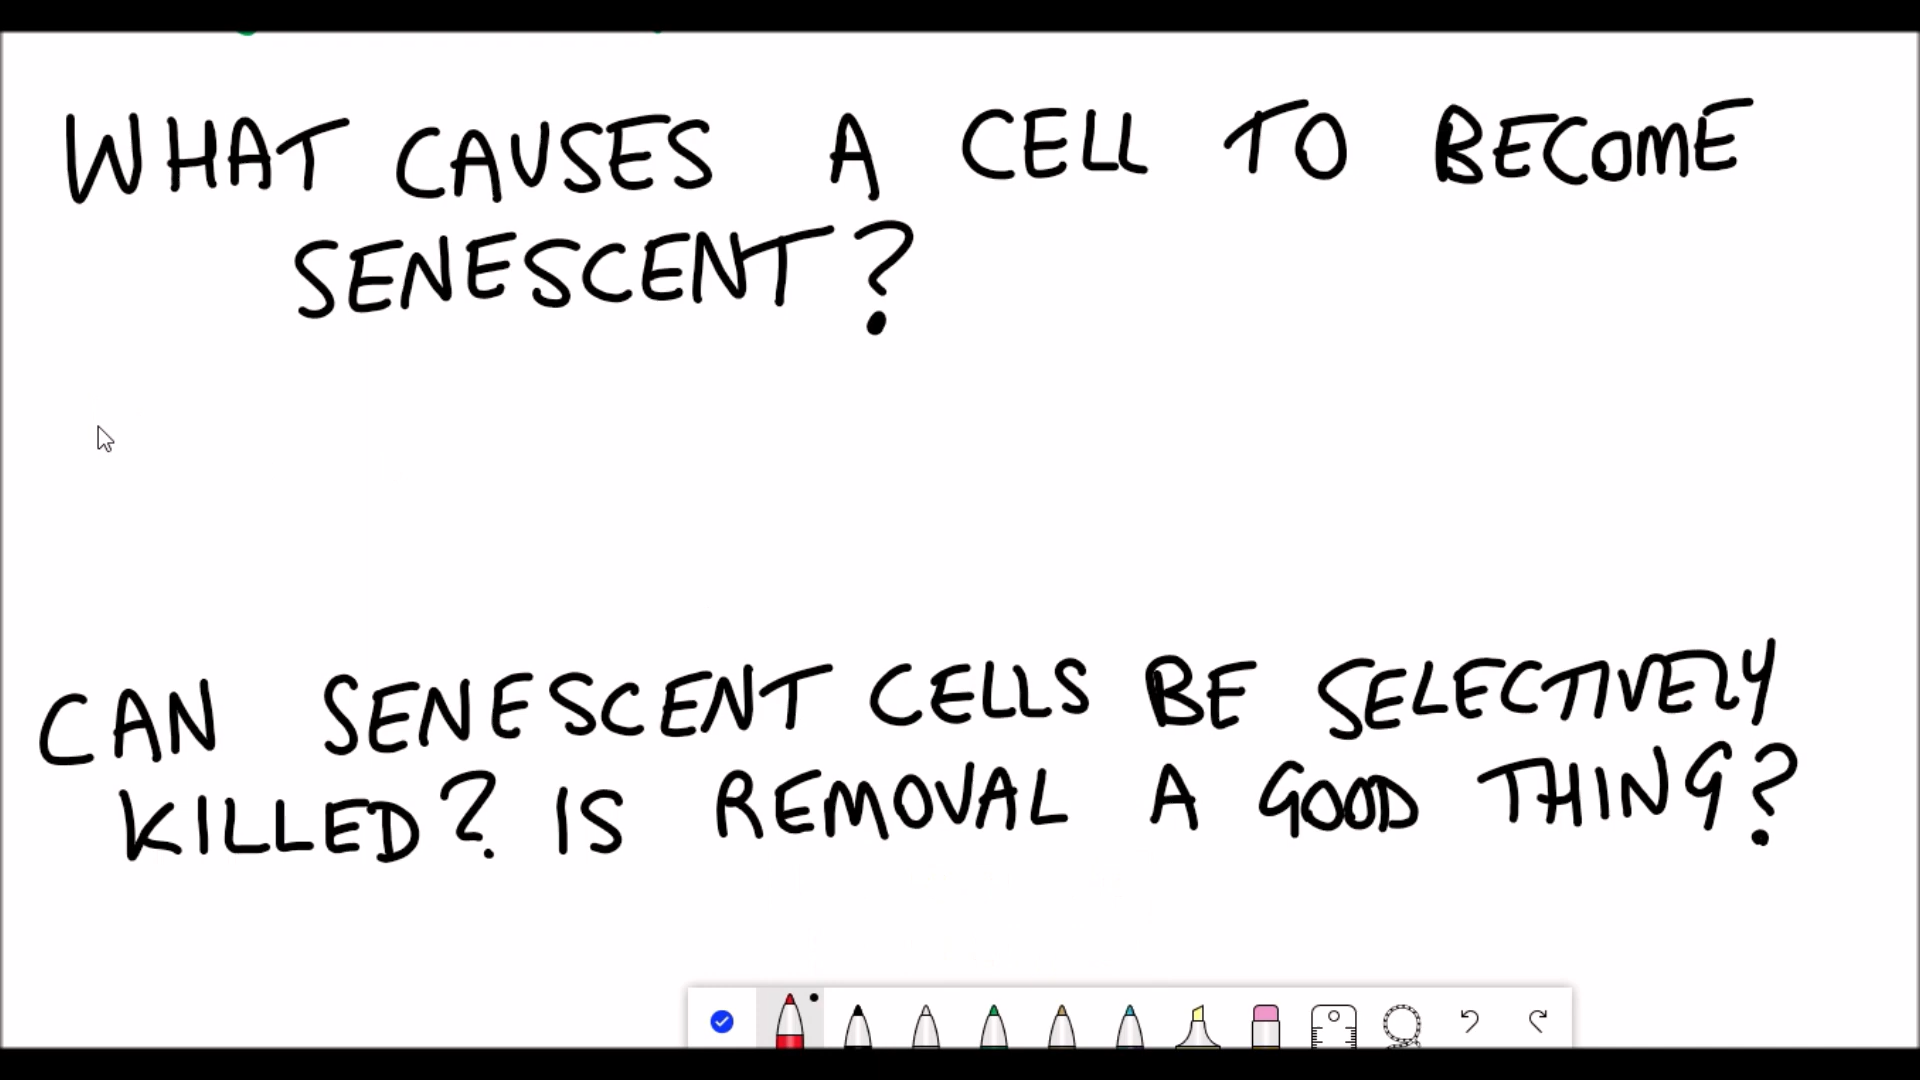 WHAT CAUSES A CELL TO BECOME
SENESCENT?
CAN SENESCENT CELLS BE SELECTIVELY
KILLED? IS REMOVAL A GOOD THING?